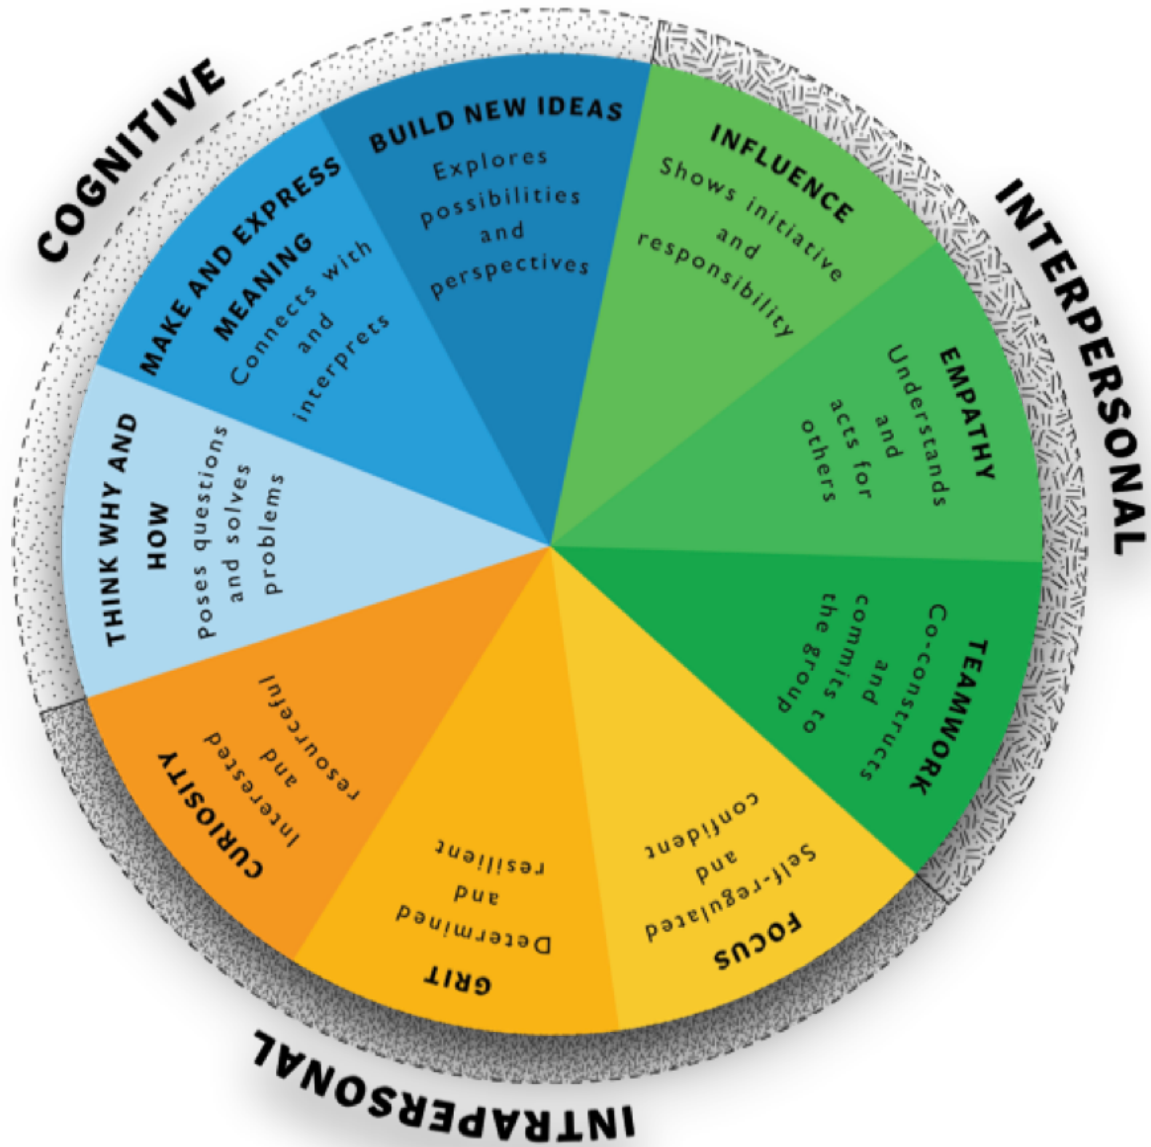 COGNITIVE
BUILD NEW IDEAS
Explores
possibilities
and
perspectives
MAKE AND EXPRESS
MEANING
Connects with
and
interprets
THINK WHY AND
HOW
Poses questions
and solves
problems
INTERPERSONAL
INFLUENCE
Shows initiative
and
responsibility
EMPATHY
Understands
and
acts for
others
TEAMWORK
Co-constructs
and
commits to
the group
INTRAPERSONAL
FOCUS
Self-regulated
and
confident
GRIT
Determined
and
resilient
CURIOSITY
Interested
and
resourceful